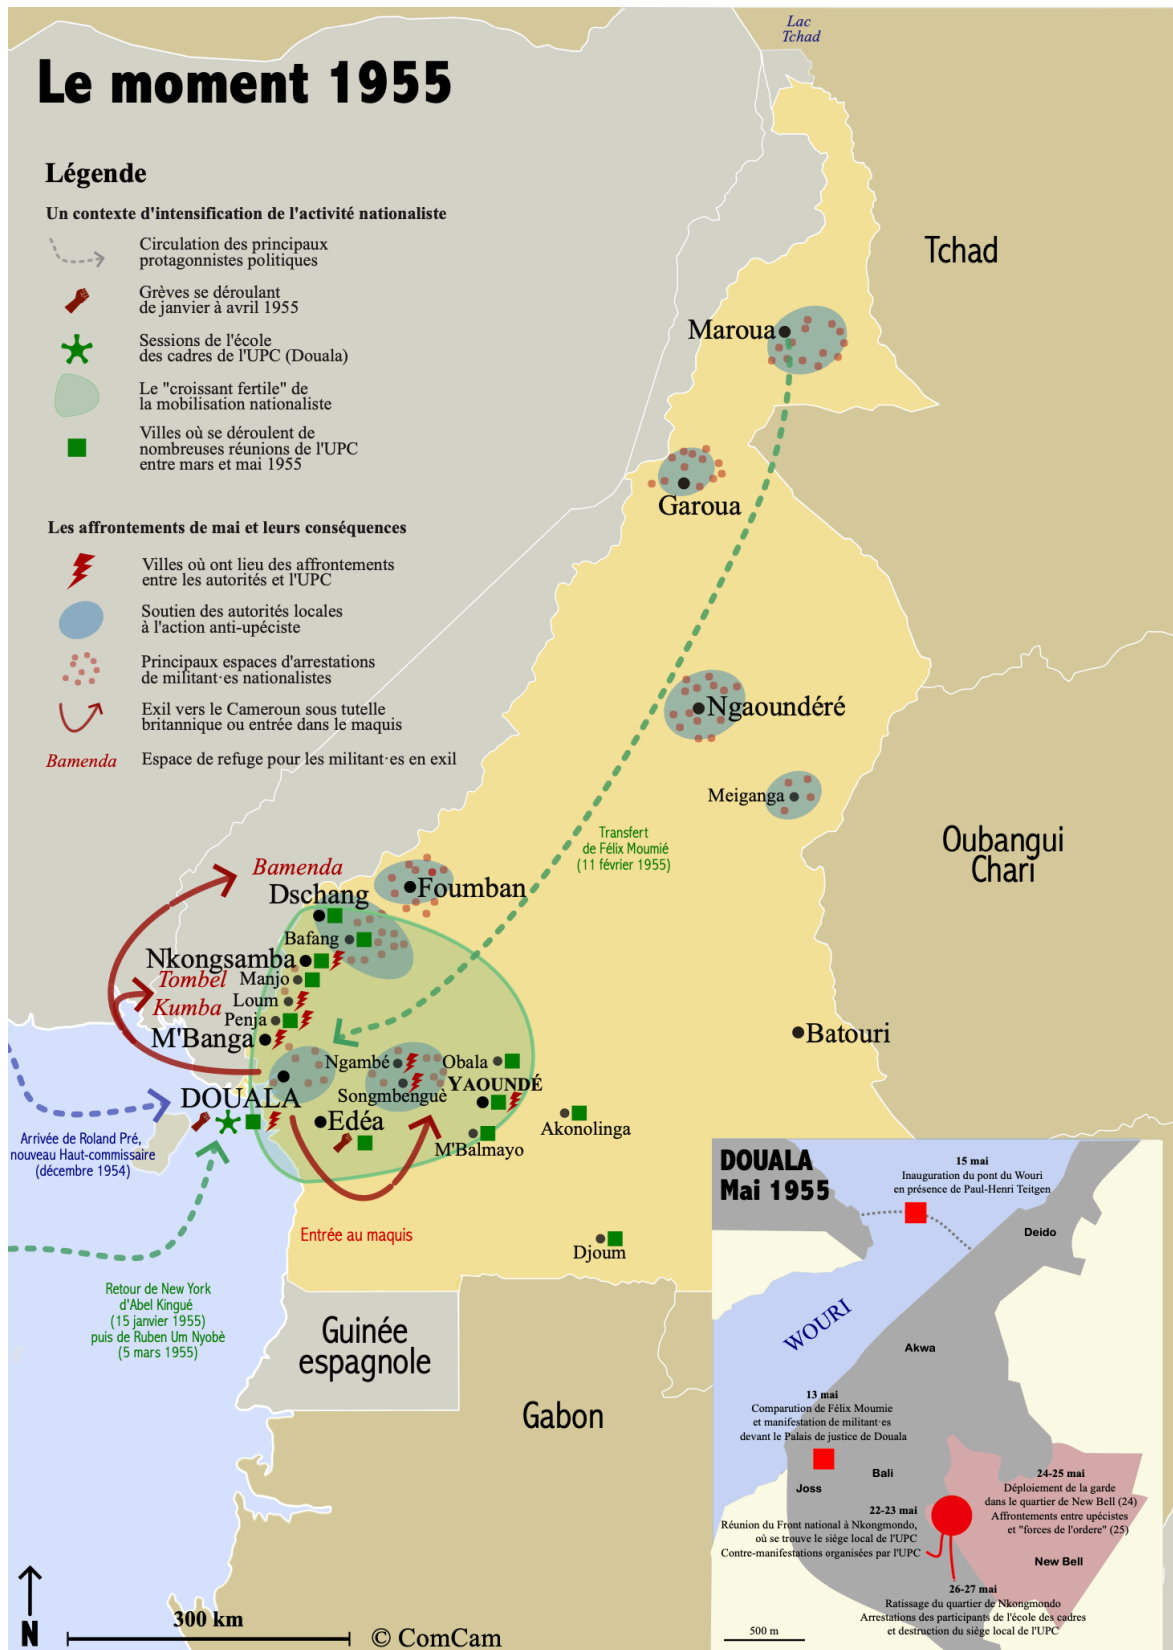 Le moment 1955
Lac
Tchad
Légende
Un contexte d'intensification de l'activité nationaliste
Circulation des principaux
protagonnistes politiques
Grèves se déroulant
de janvier à avril 1955
Sessions de l'école
des cadres de l'UPC (Douala)
Le "croissant fertile" de
la mobilisation nationaliste
Villes où se déroulent de
nombreuses réunions de l'UPC
entre mars et mai 1955
Les affrontements de mai et leurs conséquences
Villes où ont lieu des affrontements
entre les autorités et l'UPC
Soutien des autorités locales
à l'action anti-upéciste
Principaux espaces d'arrestations
de militant·es nationalistes
Exil vers le Cameroun sous tutelle
britannique ou entrée dans le maquis
Bamenda
Espace de refuge pour les militant·es en exil
Tchad
Maroua
Garoua
Ngaoundéré
Meiganga
Oubangui
Chari
Transfert
de Félix Moumié
(11 février 1955)
Bamenda
Foumban
Dschang
Bafang
Nkongsamba
Tombel
Manjo
Loum
Kumba
Penja
M'Banga
Batouri
Ngambé
Obala
Songmbenguè
YAOUNDÉ
DOUALA
Edéa
M'Balmayo
Akonolinga
Arrivée de Roland Pré,
nouveau Haut-commissaire
(décembre 1954)
Entrée au maquis
Djoum
Retour de New York
d'Abel Kingué
(15 janvier 1955)
puis de Ruben Um Nyobè
(5 mars 1955)
Guinée
espagnole
Gabon
N
300 km
© ComCam
DOUALA
Mai 1955
15 mai
Inauguration du pont du Wouri
en présence de Paul-Henri Teitgen
Deido
WOURI
Akwa
13 mai
Comparution de Félix Moumie
et manifestation de militant·es
devant le Palais de justice de Douala
Bali
Joss
24-25 mai
Déploiement de la garde
dans le quartier de New Bell (24)
Affrontements entre upécistes
et "forces de l'ordere" (25)
22-23 mai
Réunion du Front national à Nkongmondo,
où se trouve le siège local de l'UPC
Contre-manifestations organisées par l'UPC
New Bell
26-27 mai
Ratissage du quartier de Nkongmondo
Arrestations des participants de l'école des cadres
et destruction du siège local de l'UPC
500 m